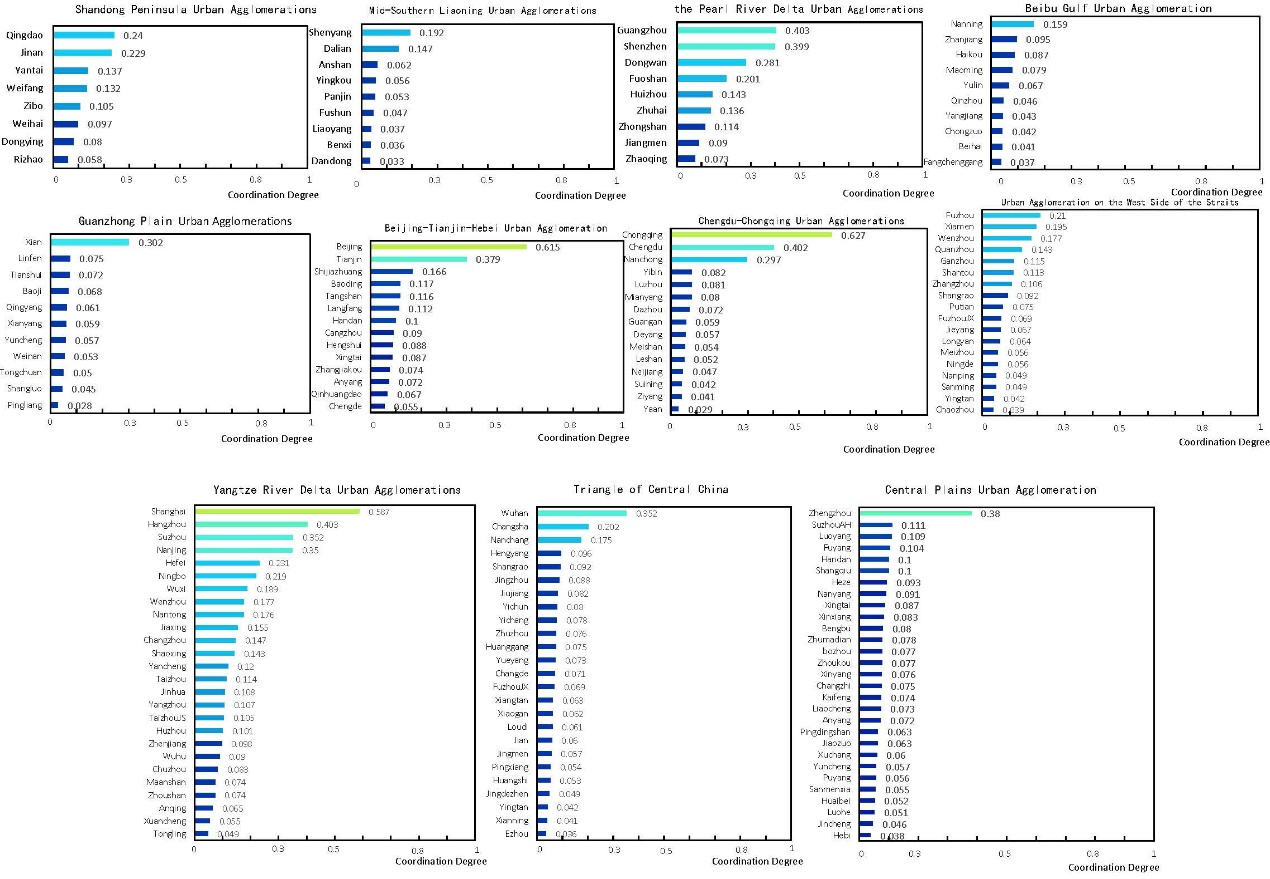 Shandong Peninsula Urban Agglomerations
Qingdao 0.24
Jinan 0.229
Yantai 0.137
Weifang 0.132
Zibo 0.105
Weihai 0.097
Dongying 0.08
Rizhao 0.058
0 0.3 0.6 0.8 1
Coordination Degree
Mid-Southern Liaoning Urban Agglomerations
Shenyang 0.192
Dalian 0.147
Anshan 0.062
Yingkou 0.056
Panjin 0.053
Fushun 0.047
Liaoyang 0.037
Benxi 0.036
Dandong 0.033
0 0.3 0.6 0.8 1
Coordination Degree
the Pearl River Delta Urban Agglomerations
Guangzhou 0.403
Shenzhen 0.399
Dongwan 0.281
Fuoshan 0.201
Huizhou 0.143
Zhuhai 0.136
Zhongshan 0.114
Jiangmen 0.09
Zhaoqing 0.073
0 0.3 0.6 0.8 1
Coordination Degree
Beibu Gulf Urban Agglomeration
Nanning 0.159
Zhanjiang 0.095
Haikou 0.087
Maoming 0.079
Yulin 0.067
Qinzhou 0.046
Yangjiang 0.043
Chongzuo 0.042
Beihai 0.041
Fangchenggang 0.037
0 0.3 0.6 0.8 1
Coordination Degree
Guanzhong Plain Urban Agglomerations
Xian 0.302
Linfen 0.075
Tianshui 0.072
Baoji 0.068
Qingyang 0.061
Xianyang 0.059
Yuncheng 0.057
Weinan 0.053
Tongchuan 0.05
Shangluo 0.045
Pingliang 0.028
0 0.3 0.5 0.8 1
Coordination Degree
Beijing-Tianjin-Hebei Urban Agglomeration
Beijing 0.615
Tianjin 0.379
Shijiazhuang 0.166
Baoding 0.117
Tangshan 0.116
Langfang 0.112
Handan 0.1
Cangzhou 0.09
Hengshui 0.088
Xingtai 0.087
Zhangjiakou 0.074
Anyang 0.072
Qinhuangdao 0.067
Chengde 0.055
0 0.3 0.5 0.8 1
Coordination Degree
Chengdu-Chongqing Urban Agglomerations
Chongqing 0.627
Chengdu 0.402
Nanchong 0.297
Yibin 0.082
Luzhou 0.081
Mianyang 0.08
Dazhou 0.072
Guangan 0.059
Deyang 0.057
Meishan 0.054
Leshan 0.052
Neijiang 0.047
Suining 0.042
Ziyang 0.041
Yaan 0.029
0 0.3 0.5 0.8 1
Coordination Degree
Urban Agglomeration on the West Side of the Straits
Fuzhou 0.21
Xiamen 0.195
Wenzhou 0.177
Quanzhou 0.143
Ganzhou 0.115
Shantou 0.113
Zhangzhou 0.106
Shangrao 0.092
Putian 0.075
FuzhouJX 0.069
Jieyang 0.067
Longyan 0.064
Meizhou 0.056
Ningde 0.056
Nanping 0.049
Sanming 0.049
Yingtan 0.042
Chaozhou 0.039
0 0.3 0.5 0.8 1
Coordination Degree
Yangtze River Delta Urban Agglomerations
Shanghai 0.587
Hangzhou 0.403
Suzhou 0.352
Nanjing 0.35
Hefei 0.231
Ningbo 0.219
Wuxi 0.189
Wenzhou 0.177
Nantong 0.176
Jiaxing 0.155
Changzhou 0.147
Shaoxing 0.143
Yancheng 0.12
Taizhou 0.114
Jinhua 0.108
Yangzhou 0.107
TaizhouJS 0.105
Huzhou 0.101
Zhenjiang 0.098
Wuhu 0.09
Chuzhou 0.083
Maanshan 0.074
Zhoushan 0.074
Anqing 0.065
Xuancheng 0.055
Tongling 0.049
0 0.3 0.5 0.8 1
Coordination Degree
Triangle of Central China
Wuhan 0.352
Changsha 0.202
Nanchang 0.175
Hengyang 0.096
Shangrao 0.092
Jingzhou 0.088
Jiujiang 0.082
Yichun 0.08
Yichang 0.078
Zhuzhou 0.076
Huanggang 0.075
Yueyang 0.073
Changde 0.071
FuzhouJX 0.069
Xiangtan 0.063
Xiaogan 0.062
Loudi 0.061
Jian 0.06
Jingmen 0.057
Pingxiang 0.054
Huangshi 0.053
Jingdezhen 0.049
Yingtan 0.042
Xianning 0.041
Ezhou 0.036
0 0.3 0.5 0.8 1
Coordination Degree
Central Plains Urban Agglomeration
Zhengzhou 0.38
SuzhouAH 0.111
Luoyang 0.109
Fuyang 0.104
Handan 0.1
Shangqiu 0.1
Heze 0.093
Nanyang 0.091
Xingtai 0.087
Xinxiang 0.083
Bengbu 0.08
Zhumadian 0.078
bozhou 0.077
Zhoukou 0.077
Xinyang 0.076
Changzhi 0.075
Kaifeng 0.074
Liaocheng 0.073
Anyang 0.072
Pingdingshan 0.063
Jiaozuo 0.063
Xuchang 0.06
Yuncheng 0.057
Puyang 0.056
Sanmenxia 0.055
Huaibei 0.052
Luohe 0.051
Jincheng 0.046
Hebi 0.038
0 0.3 0.5 0.8 1
Coordination Degree